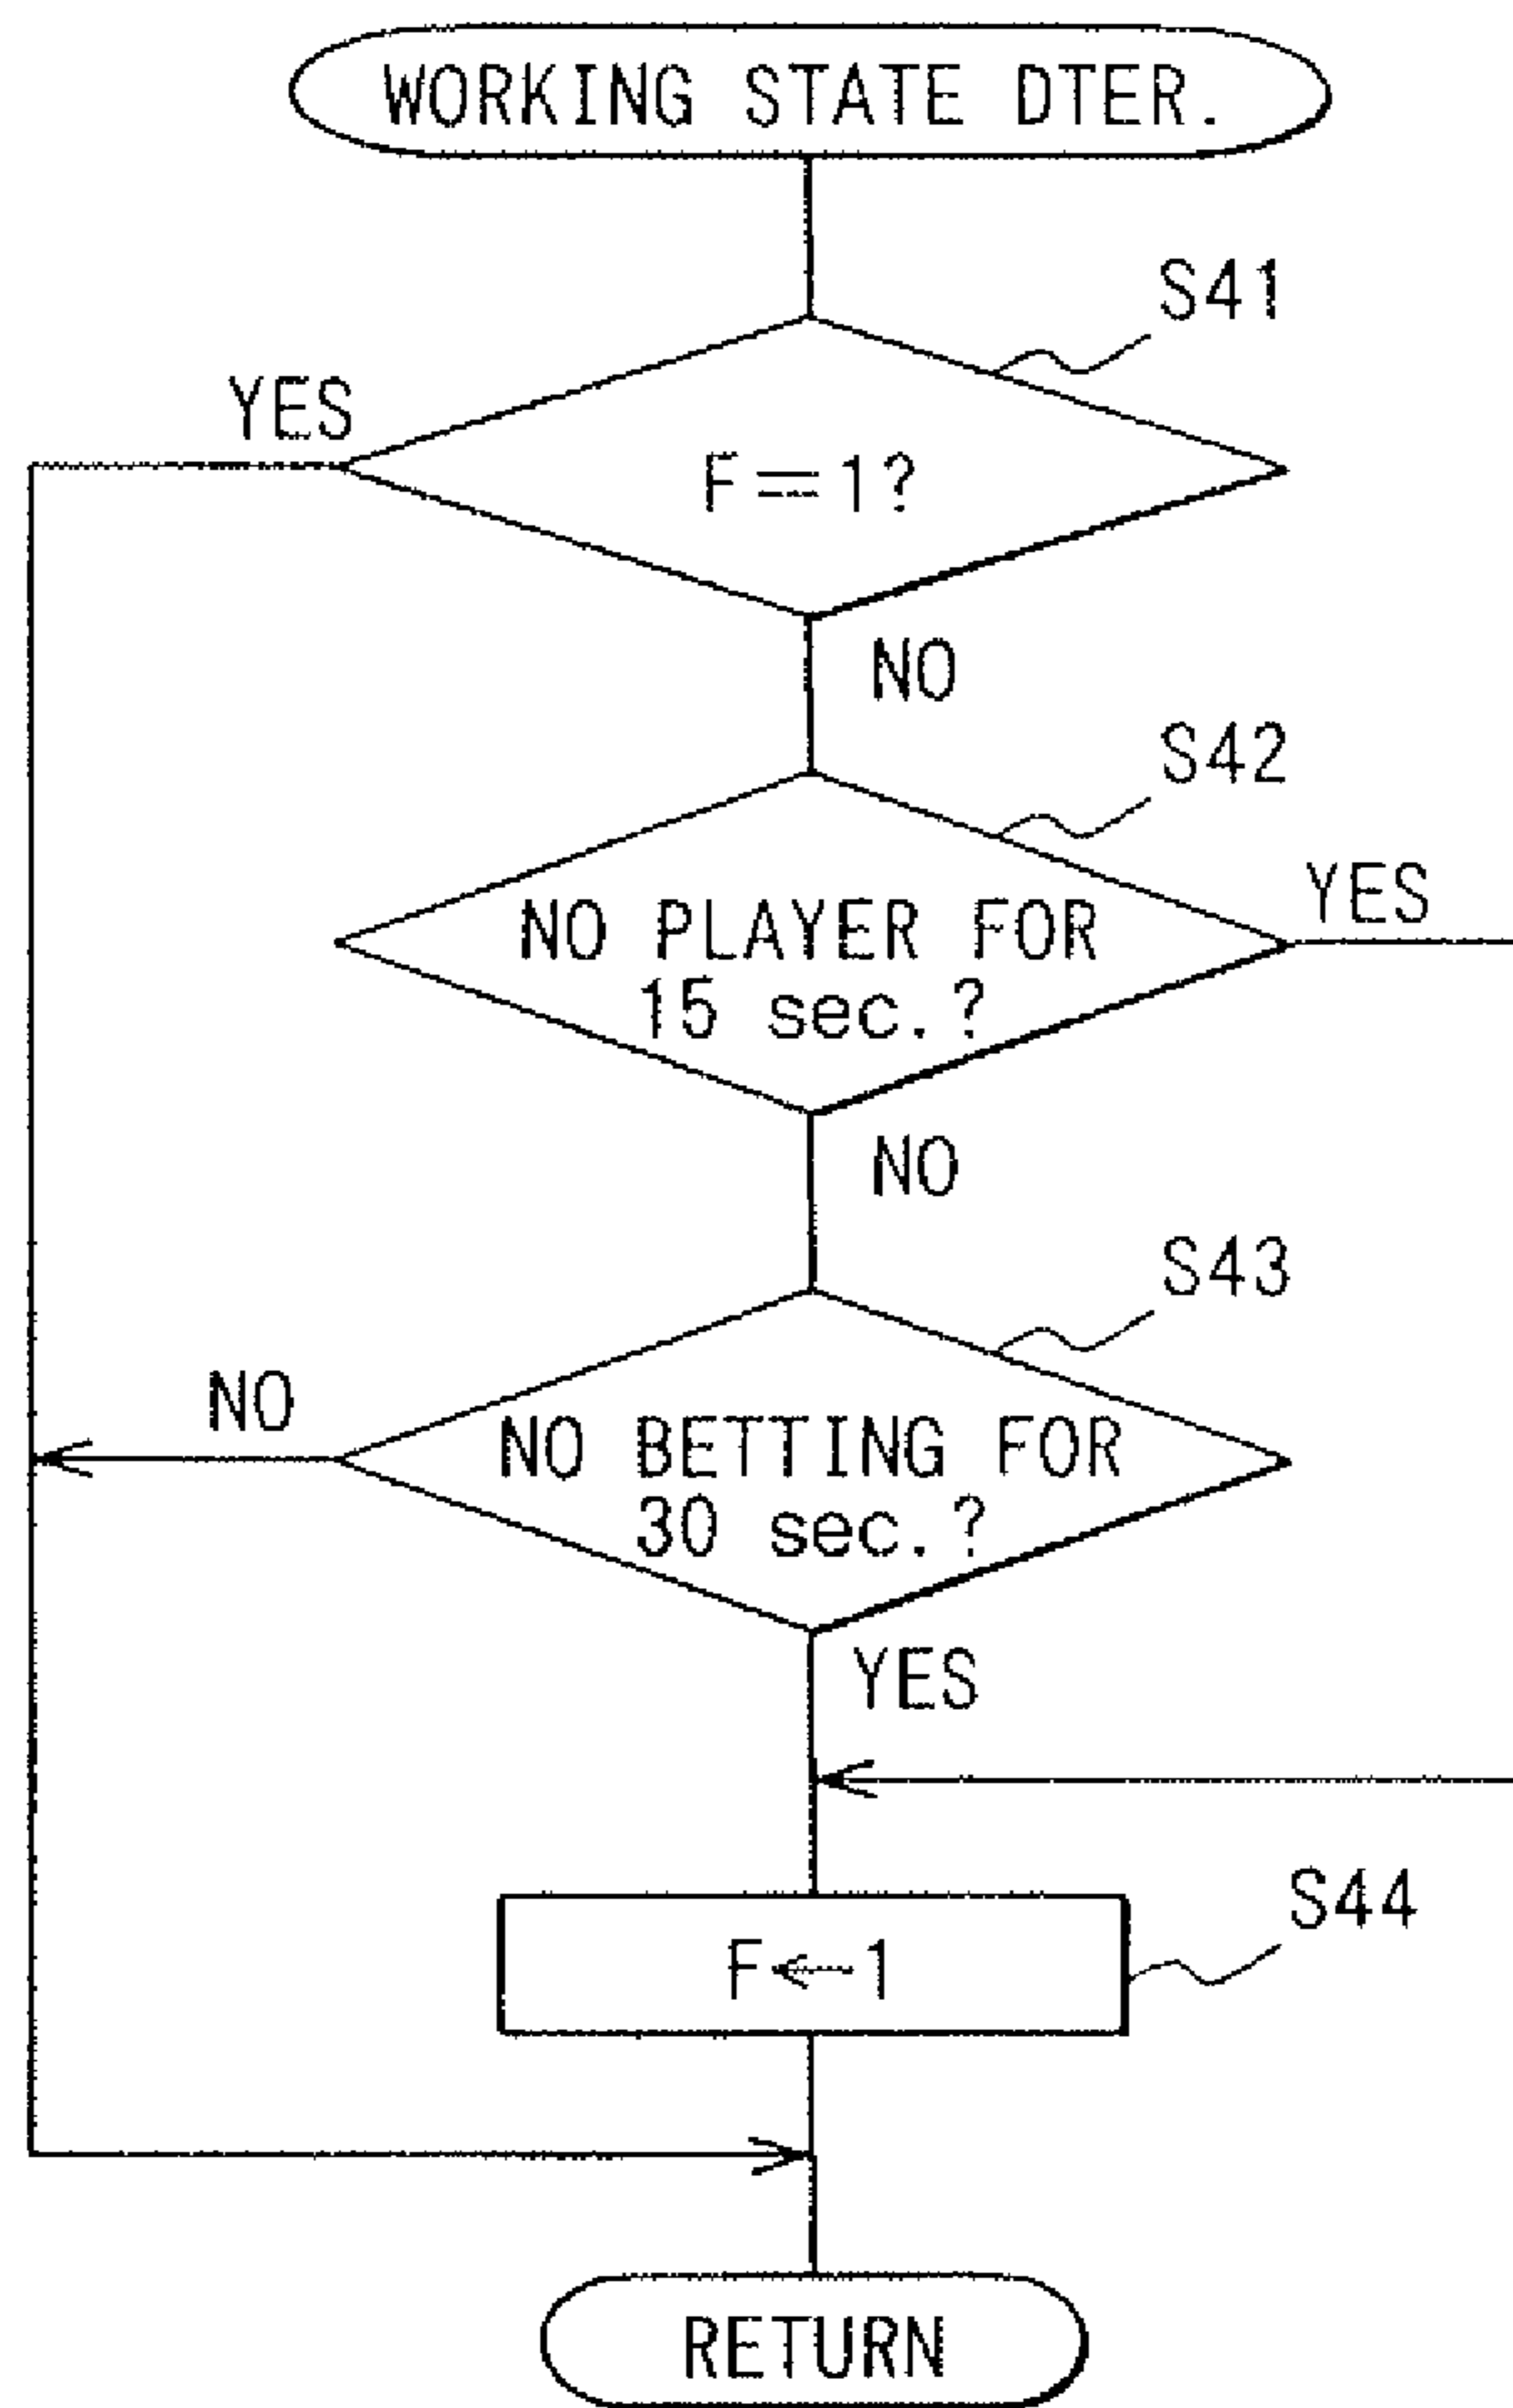 WORKING STATE DTER.
S41
YES
F=1?
NO
S42
YES
NO PLAYER FOR
15 sec.?
NO
S43
NO
NO BETTING FOR
30 sec.?
YES
S44
F←1
RETURN